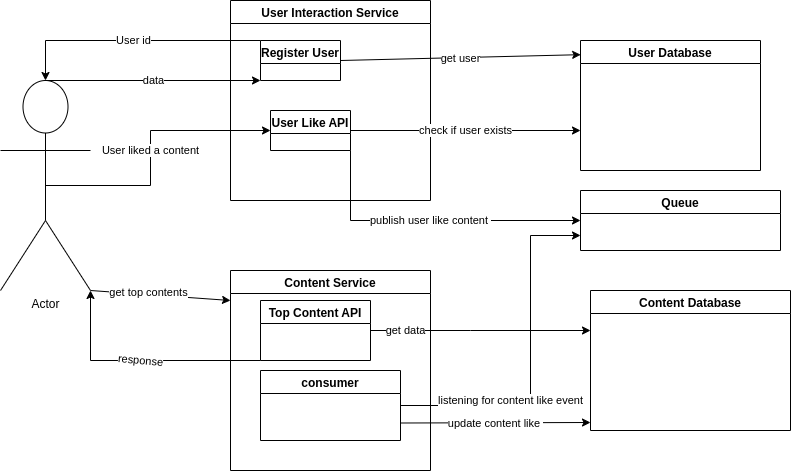 User Interaction Service
User id
Register User
User Database
get user
data
User Like API
check if user exists
User liked a content
Queue
publish user like content
Content Service
get top contents
Actor
Content Database
Top Content API
get data
response
consumer
listening for content like event
update content like